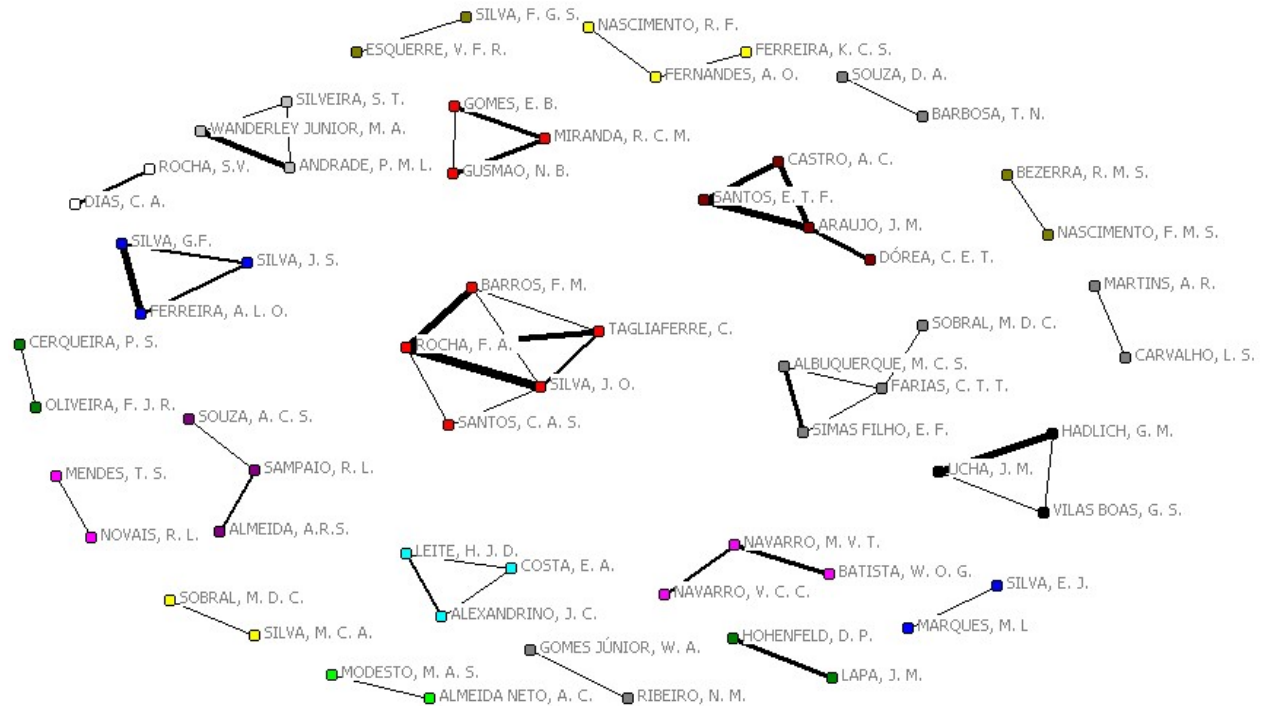 SILVA, F. G. S.
NASCIMENTO, R. F.
ESQUERRE, V. F. R.
FERREIRA, K. C. S.
FERNANDES, A. O.
SOUZA, D. A.
SILVEIRA, S. T.
GOMES, E. B.
BARBOSA, T. N.
WANDERLEY JUNIOR, M. A.
MIRANDA, R. C. M.
ROCHA, S.V.
ANDRADE, P. M. L.
GUSMAO, N. B.
CASTRO, A. C.
BEZERRA, R. M. S.
DIAS, C. A.
SANTOS, E. T. F.
ARAUJO, J. M.
NASCIMENTO, F. M. S.
SILVA, G.F.
SILVA, J. S.
DÓREA, C. E. T.
BARROS, F. M.
MARTINS, A. R.
FERREIRA, A. L. O.
TAGLIAFERRE, C.
SOBRAL, M. D. C.
CERQUEIRA, P. S.
ROCHA, F. A.
CARVALHO, L. S.
ALBUQUERQUE, M. C. S.
SILVA, J. O.
FARIAS, C. T. T.
OLIVEIRA, F. J. R.
SOUZA, A. C. S.
SANTOS, C. A. S.
SIMAS FILHO, E. F.
HADLICH, G. M.
MENDES, T. S.
SAMPAIO, R. L.
UCHA, J. M.
VILAS BOAS, G. S.
NOVAIS, R. L.
ALMEIDA, A.R.S.
LEITE, H. J. D.
NAVARRO, M. V. T.
COSTA, E. A.
BATISTA, W. O. G.
SILVA, E. J.
SOBRAL, M. D. C.
NAVARRO, V. C. C.
ALEXANDRINO, J. C.
MARQUES, M. L
SILVA, M. C. A.
HOHENFELD, D. P.
GOMES JÚNIOR, W. A.
MODESTO, M. A. S.
LAPA, J. M.
ALMEIDA NETO, A. C.
RIBEIRO, N. M.